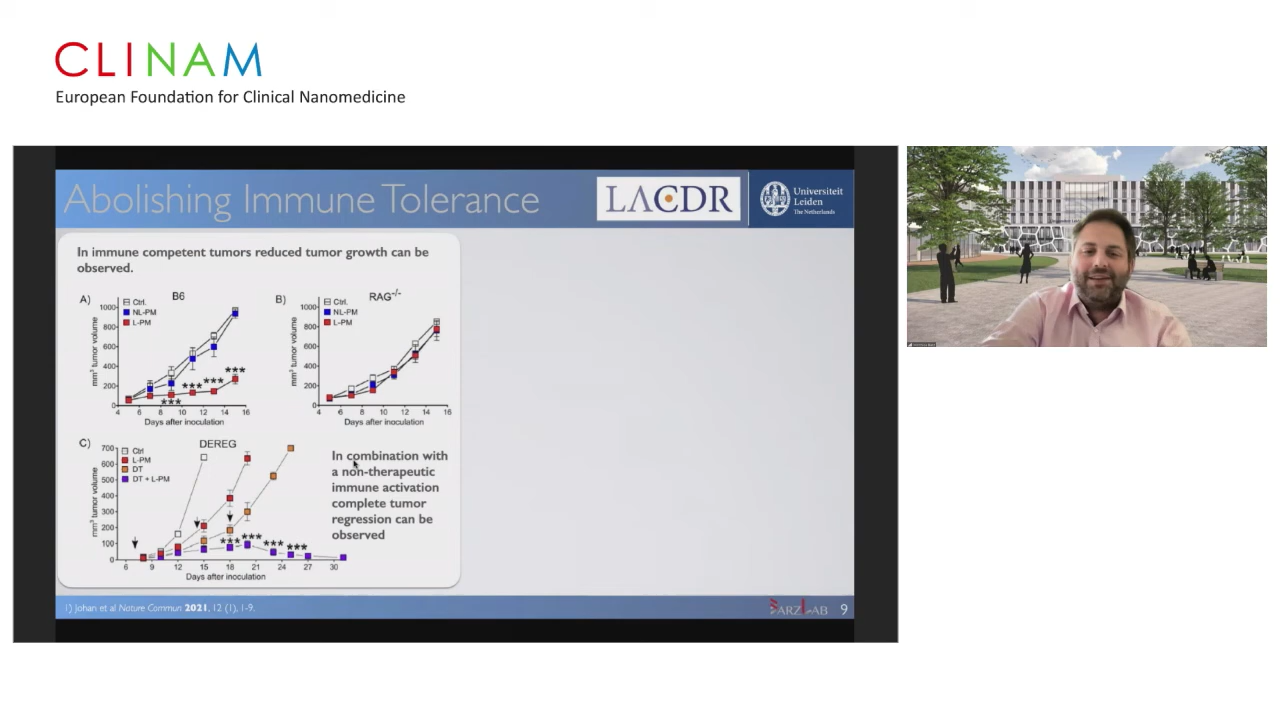 CLINAM
European Foundation for Clinical Nanomedicine
Abolishing Immune Tolerance
LACDR
Universiteit
Leiden
The Netherlands
In immune competent tumors reduced tumor growth can be
observed.
A)
B6
Ctrl.
NL-PM
L-PM
mm³ tumor volume
1000
800
600
400
200
0
4 6 8 10 12 14 16
Days after inoculation
***
***
***
***
B)
RAG-/-
Ctrl.
NL-PM
L-PM
mm³ tumor volume
1000
800
600
400
200
0
4 6 8 10 12 14 16
Days after inoculation
C)
DEREG
Ctrl
L-PM
DT
DT + L-PM
mm³ tumor volume
700
600
500
400
300
200
100
0
6 9 12 15 18 21 24 27 30
Days after inoculation
***
***
***
***
In combination with
a non-therapeutic
immune activation
complete tumor
regression can be
observed
1) Johan et al Nature Commun 2021, 12 (1), 1-9.
BARZLAB
9